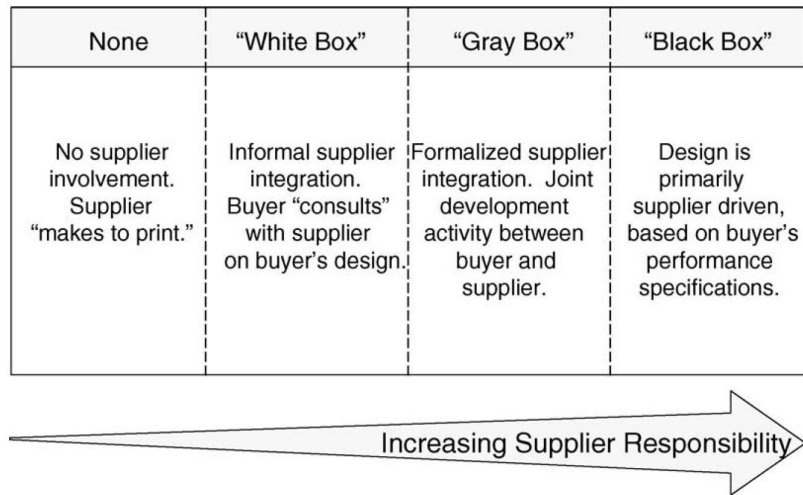 None
“White Box”
“Gray Box”
“Black Box”
No supplier
involvement.
Supplier
“makes to print.”
Informal supplier
integration.
Buyer “consults”
with supplier
on buyer’s design.
Formalized supplier
integration. Joint
development
activity between
buyer and
supplier.
Design is
primarily
supplier driven,
based on buyer’s
performance
specifications.
Increasing Supplier Responsibility